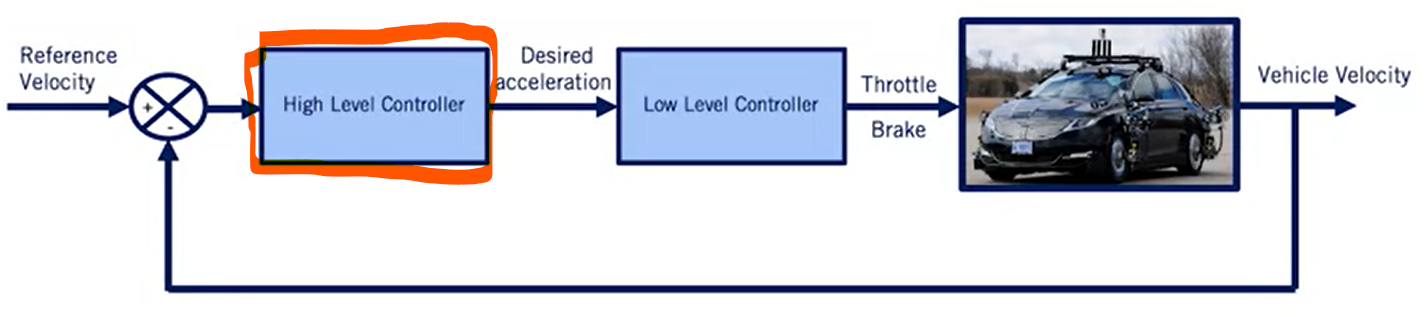 Reference
Velocity
+
-
High Level Controller
Desired
acceleration
Low Level Controller
Throttle
Brake
Vehicle Velocity